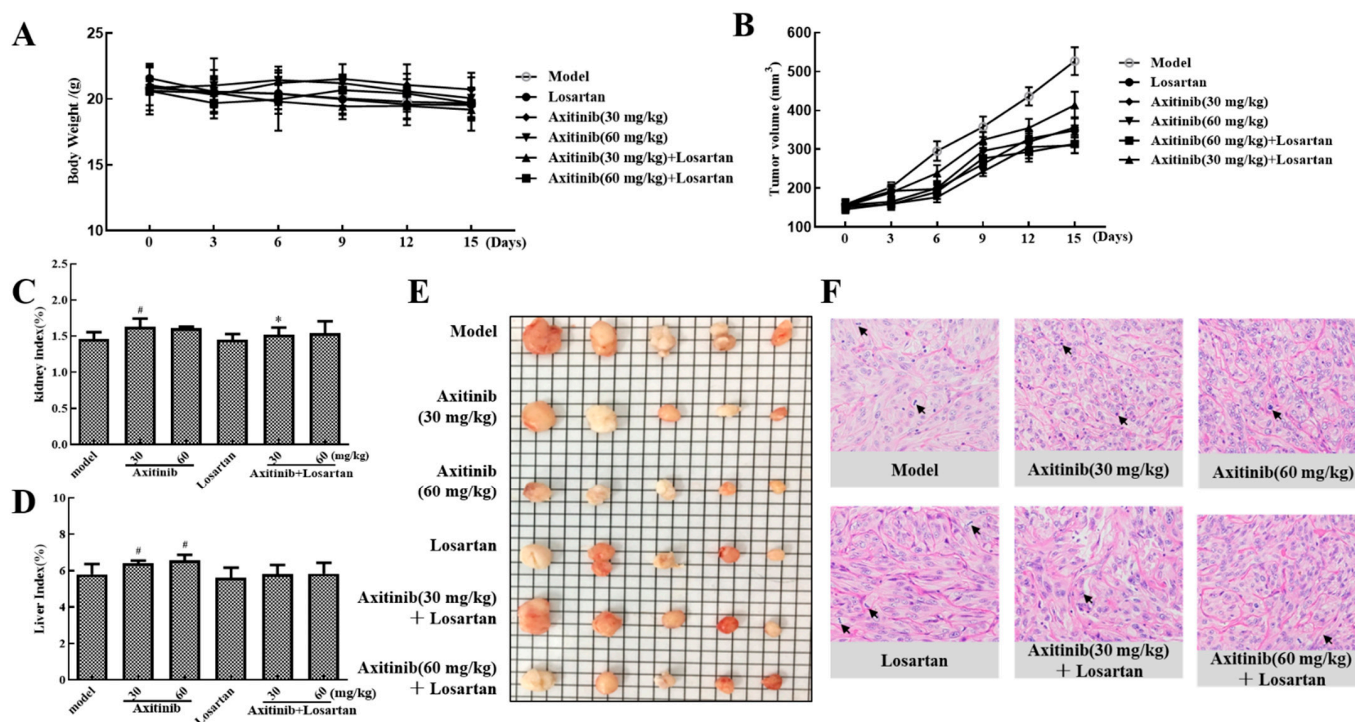 A
25
20
15
10
Body Weight /(g)
0 3 6 9 12 15 (Days)
Model
Losartan
Axitinib(30 mg/kg)
Axitinib(60 mg/kg)
Axitinib(30 mg/kg)+Losartan
Axitinib(60 mg/kg)+Losartan
B
600
500
400
300
200
100
Tumor volume (mm³)
0 3 6 9 12 15 (Days)
Model
Losartan
Axitinib(30 mg/kg)
Axitinib(60 mg/kg)
Axitinib(60 mg/kg)+Losartan
Axitinib(30 mg/kg)+Losartan
C
2.5
2.0
1.5
1.0
0.5
0.0
kidney index(%)
#
*
model 30 60 Losartan 30 60 (mg/kg)
Axitinib Axitinib+Losartan
D
10
8
6
4
2
0
Liver Index(%)
# #
model 30 60 Losartan 30 60 (mg/kg)
Axitinib Axitinib+Losartan
E
Model
Axitinib
(30 mg/kg)
Axitinib
(60 mg/kg)
Losartan
Axitinib(30 mg/kg)
+ Losartan
Axitinib(60 mg/kg)
+ Losartan
F
Model
Axitinib(30 mg/kg)
Axitinib(60 mg/kg)
Losartan
Axitinib(30 mg/kg)
+ Losartan
Axitinib(60 mg/kg)
+ Losartan